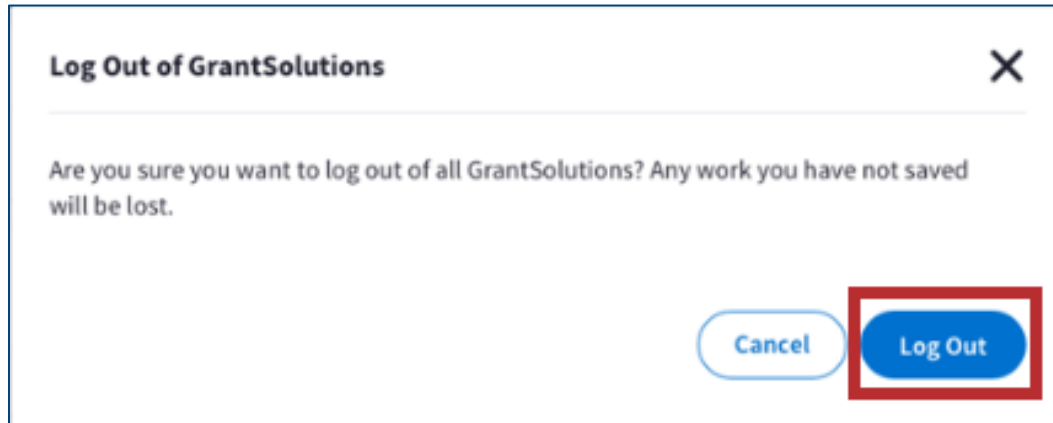 Log Out of GrantSolutions
Are you sure you want to log out of all GrantSolutions? Any work you have not saved
will be lost.
Cancel
Log Out